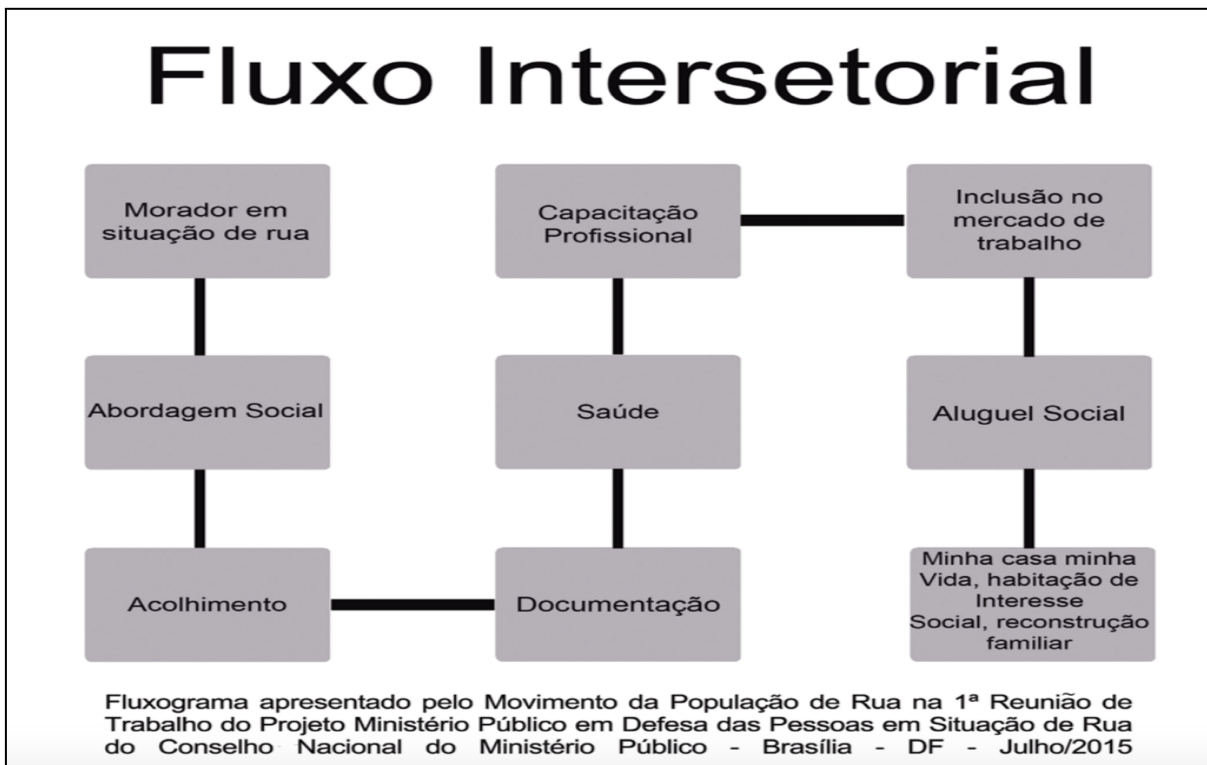 Fluxo Intersetorial
Morador em
situação de rua
Abordagem Social
Acolhimento
Documentação
Saúde
Capacitação
Profissional
Inclusão no
mercado de
trabalho
Aluguel Social
Minha casa minha
Vida, habitação de
Interesse
Social, reconstrução
familiar
Fluxograma apresentado pelo Movimento da População de Rua na 1ª Reunião de
Trabalho do Projeto Ministério Público em Defesa das Pessoas em Situação de Rua
do Conselho Nacional do Ministério Público - Brasília - DF - Julho/2015